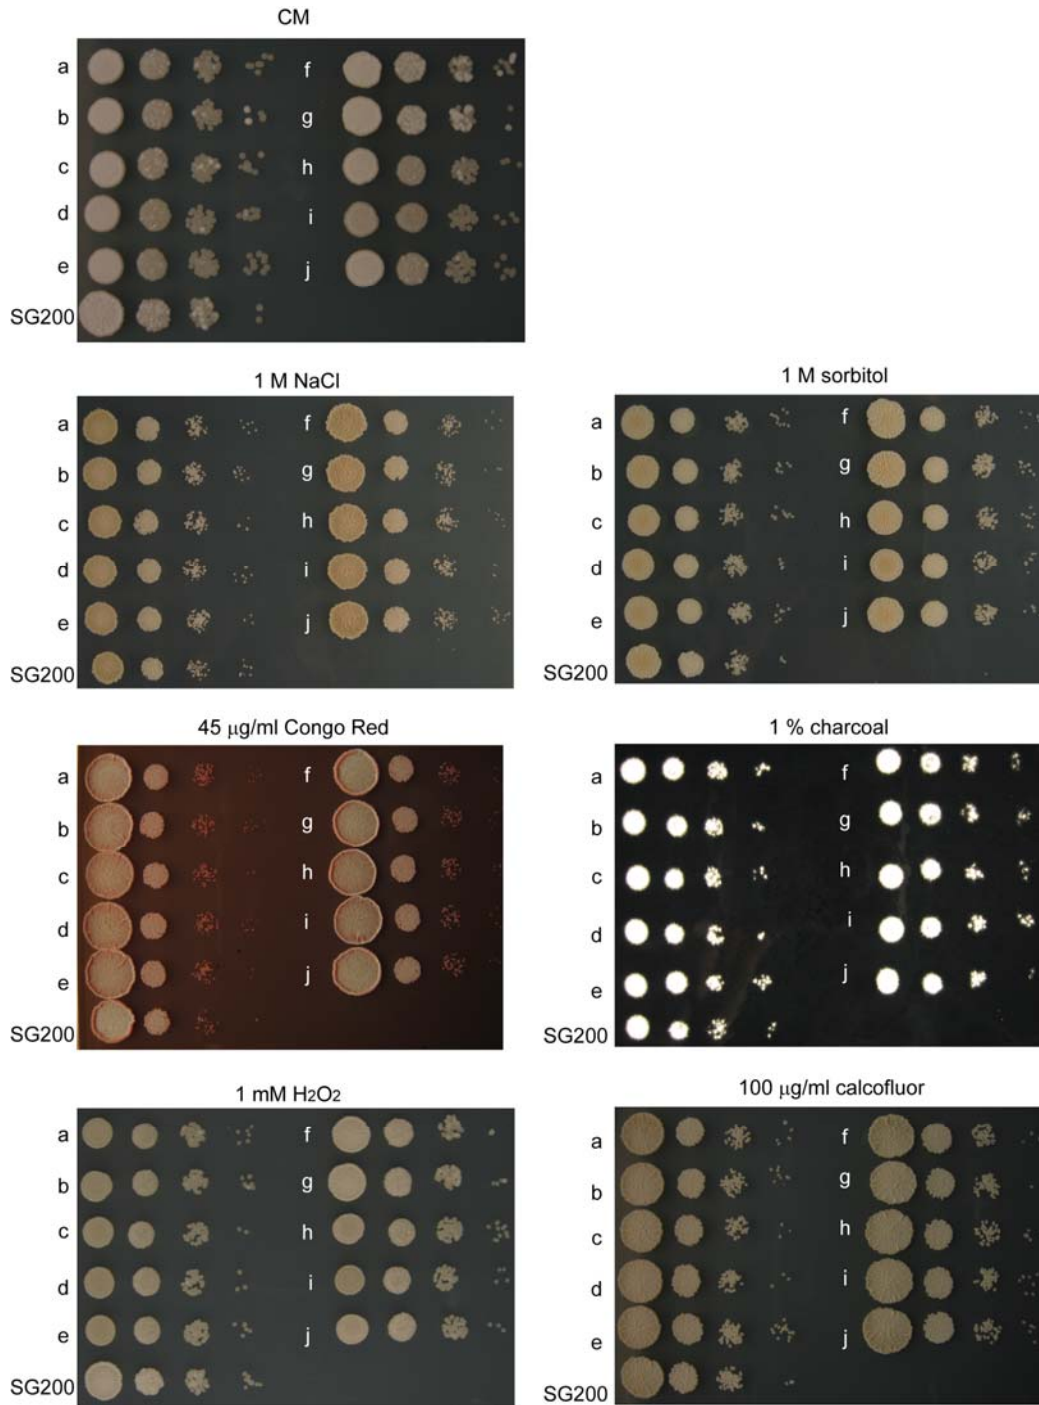 CM
a f
b g
c h
d i
e j
SG200
1 M NaCl
a f
b g
c h
d i
e j
SG200
1 M sorbitol
a f
b g
c h
d i
e j
SG200
45 μg/ml Congo Red
a f
b g
c h
d i
e j
SG200
1 % charcoal
a f
b g
c h
d i
e j
SG200
1 mM H2O2
a f
b g
c h
d i
e j
SG200
100 μg/ml calcofluor
a f
b g
c h
d i
e j
SG200